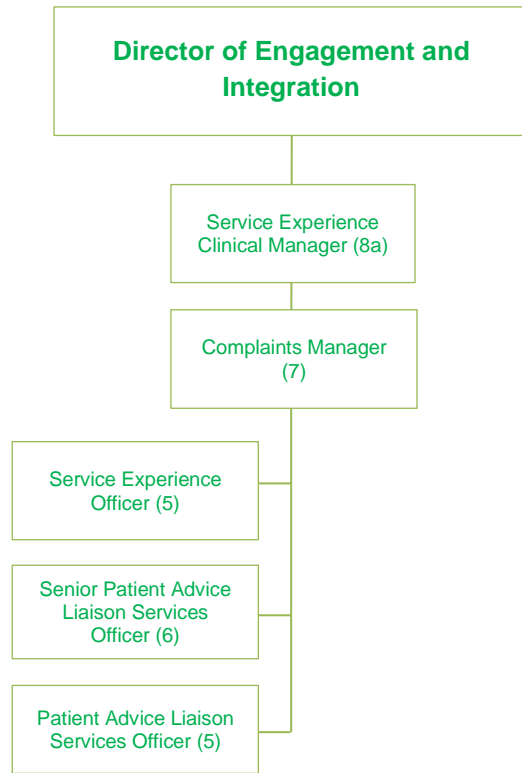 Director of Engagement and
Integration
Service Experience
Clinical Manager (8a)
Complaints Manager
(7)
Service Experience
Officer (5)
Senior Patient Advice
Liaison Services
Officer (6)
Patient Advice Liaison
Services Officer (5)